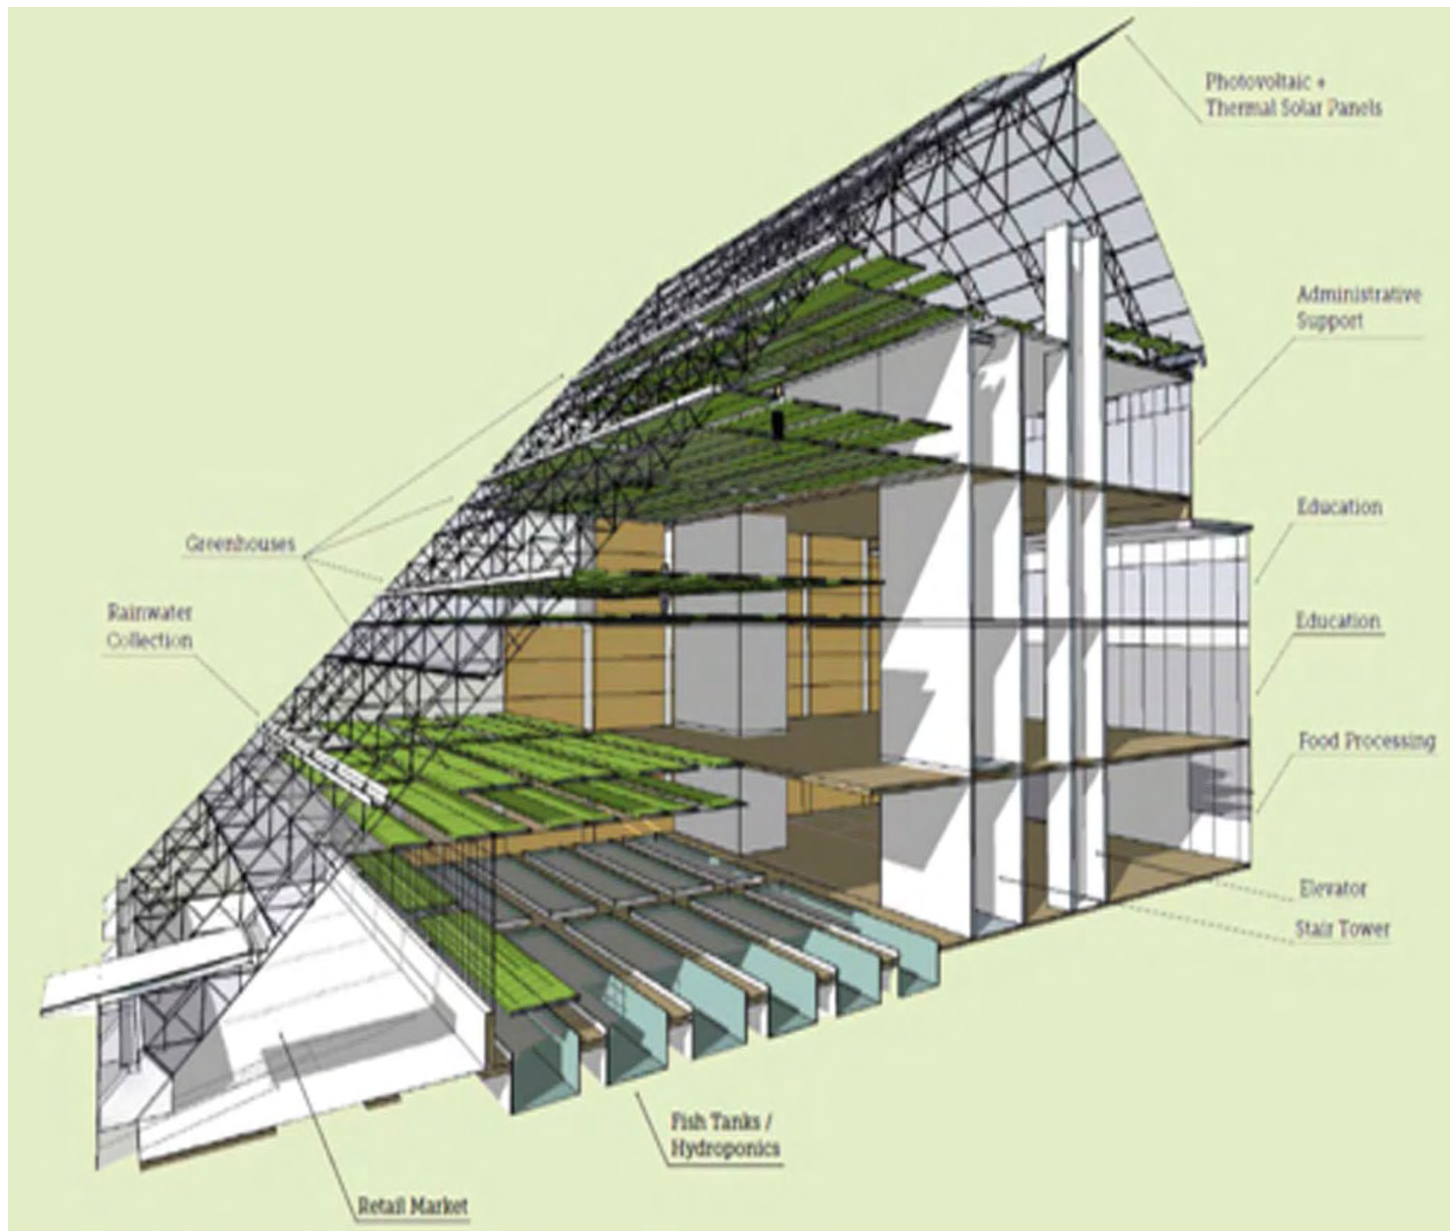 Photovoltaic +
Thermal Solar Panels
Administrative
Support
Education
Greenhouses
Rainwater
Collection
Education
Food Processing
Elevator
Stair Tower
Fish Tanks /
Hydroponics
Retail Market